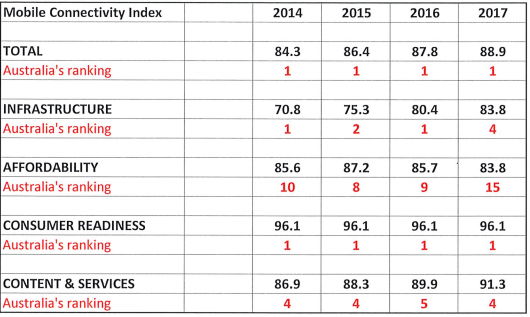 Mobile Connectivity Index 2014 2015 2016 2017
TOTAL 84.3 86.4 87.8 88.9
Australia's ranking 1 1 1 1
INFRASTRUCTURE 70.8 75.3 80.4 83.8
Australia's ranking 1 2 1 4
AFFORDABILITY 85.6 87.2 85.7 83.8
Australia's ranking 10 8 9 15
CONSUMER READINESS 96.1 96.1 96.1 96.1
Australia's ranking 1 1 1 1
CONTENT & SERVICES 86.9 88.3 89.9 91.3
Australia's ranking 4 4 5 4